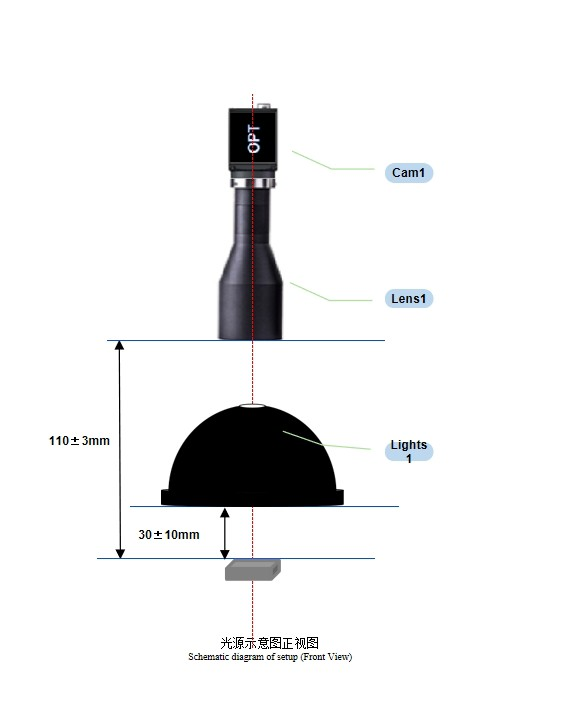 OPT
Cam1
Lens1
110±3mm
Lights
1
30±10mm
光源示意图正视图
Schematic diagram of setup (Front View)